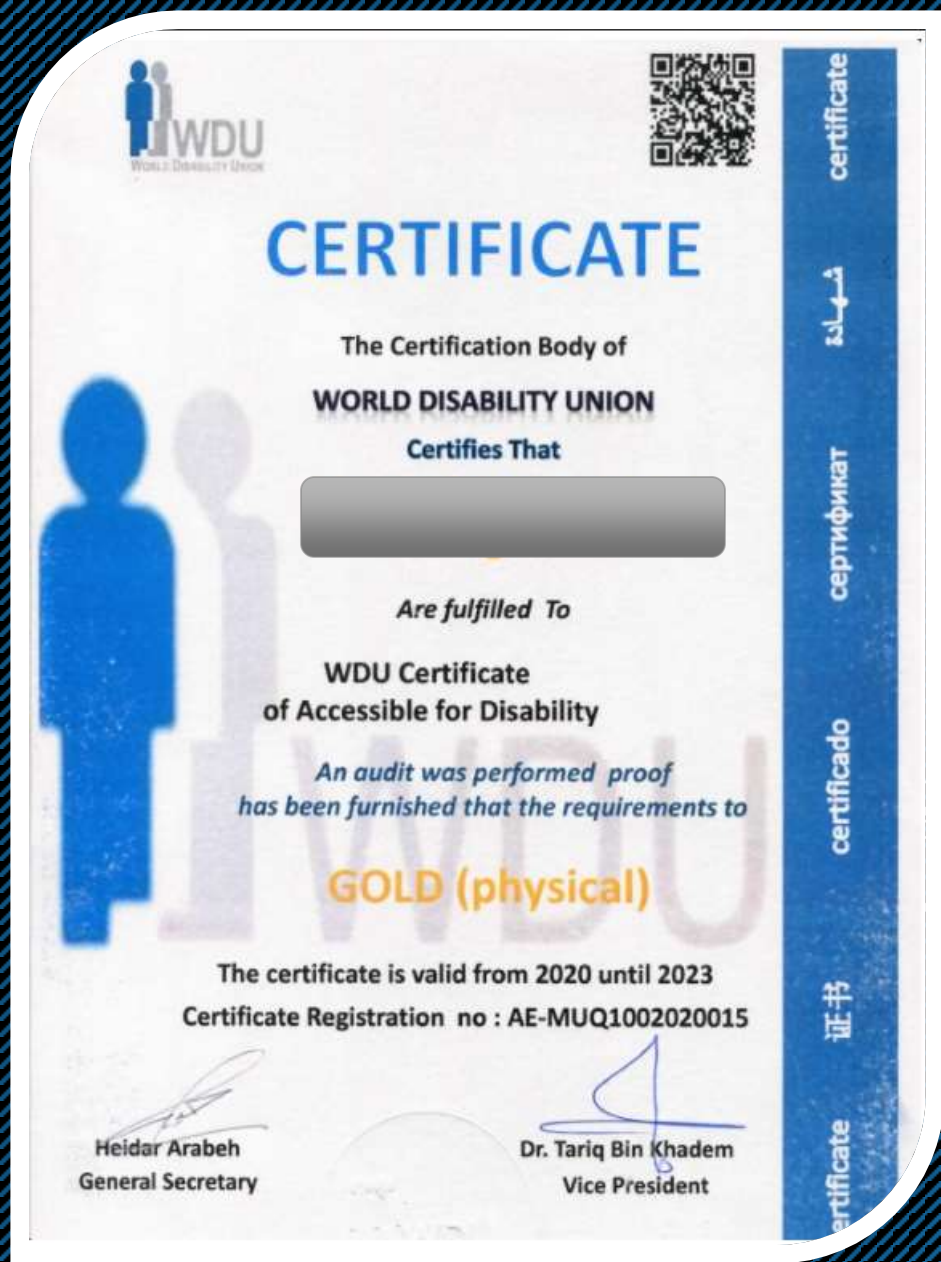 WDU
WORLD DISABILITY UNION
CERTIFICATE
The Certification Body of
WORLD DISABILITY UNION
Certifies That
Are fulfilled To
WDU Certificate
of Accessible for Disability
An audit was performed proof
has been furnished that the requirements to
GOLD (physical)
The certificate is valid from 2020 until 2023
Certificate Registration no : AE-MUQ1002020015
Heidar Arabeh
General Secretary
Dr. Tariq Bin Khadem
Vice President
WDU
certificate
شهادة
сертификат
certificado
证书
ertificate